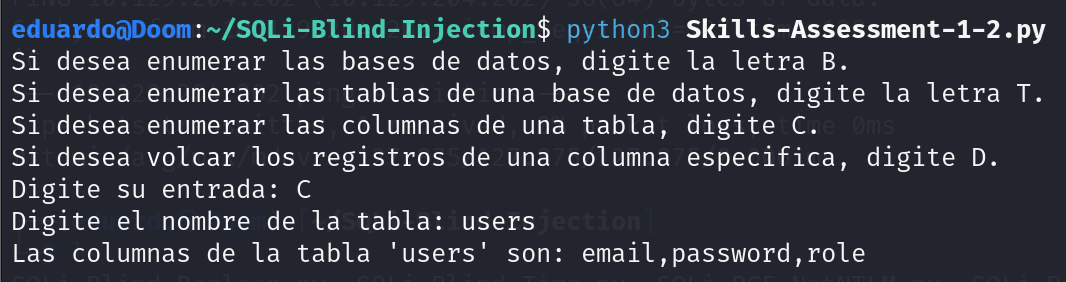 eduardo@Doom:~/SQLi-Blind-Injection$ python3 Skills-Assessment-1-2.py
Si desea enumerar las bases de datos, digite la letra B.
Si desea enumerar las tablas de una base de datos, digite la letra T.
Si desea enumerar las columnas de una tabla, digite C.
Si desea volcar los registros de una columna especifica, digite D.
Digite su entrada: C
Digite el nombre de la tabla: users
Las columnas de la tabla 'users' son: email,password,role